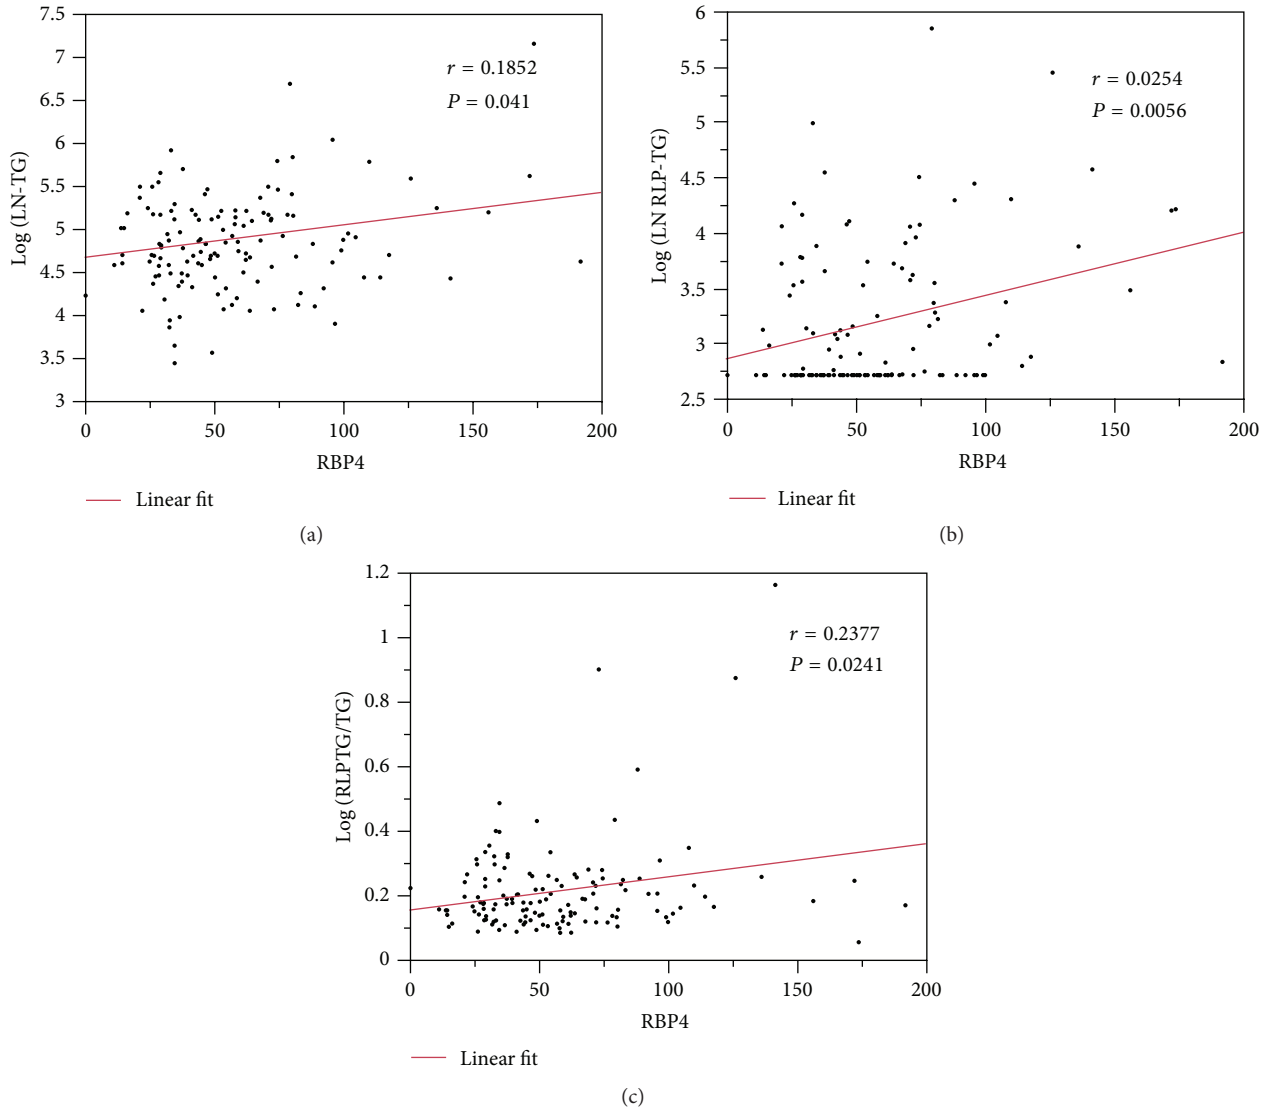 7.5
7
6.5
6
5.5
5
4.5
4
3.5
3
Log (LN-TG)
r = 0.1852
P = 0.041
0 50 100 150 200
RBP4
Linear fit
(a)
6
5.5
5
4.5
4
3.5
3
2.5
Log (LN RLP-TG)
r = 0.0254
P = 0.0056
0 50 100 150 200
RBP4
Linear fit
(b)
1.2
1
0.8
0.6
0.4
0.2
0
Log (RLPTG/TG)
r = 0.2377
P = 0.0241
0 50 100 150 200
RBP4
Linear fit
(c)